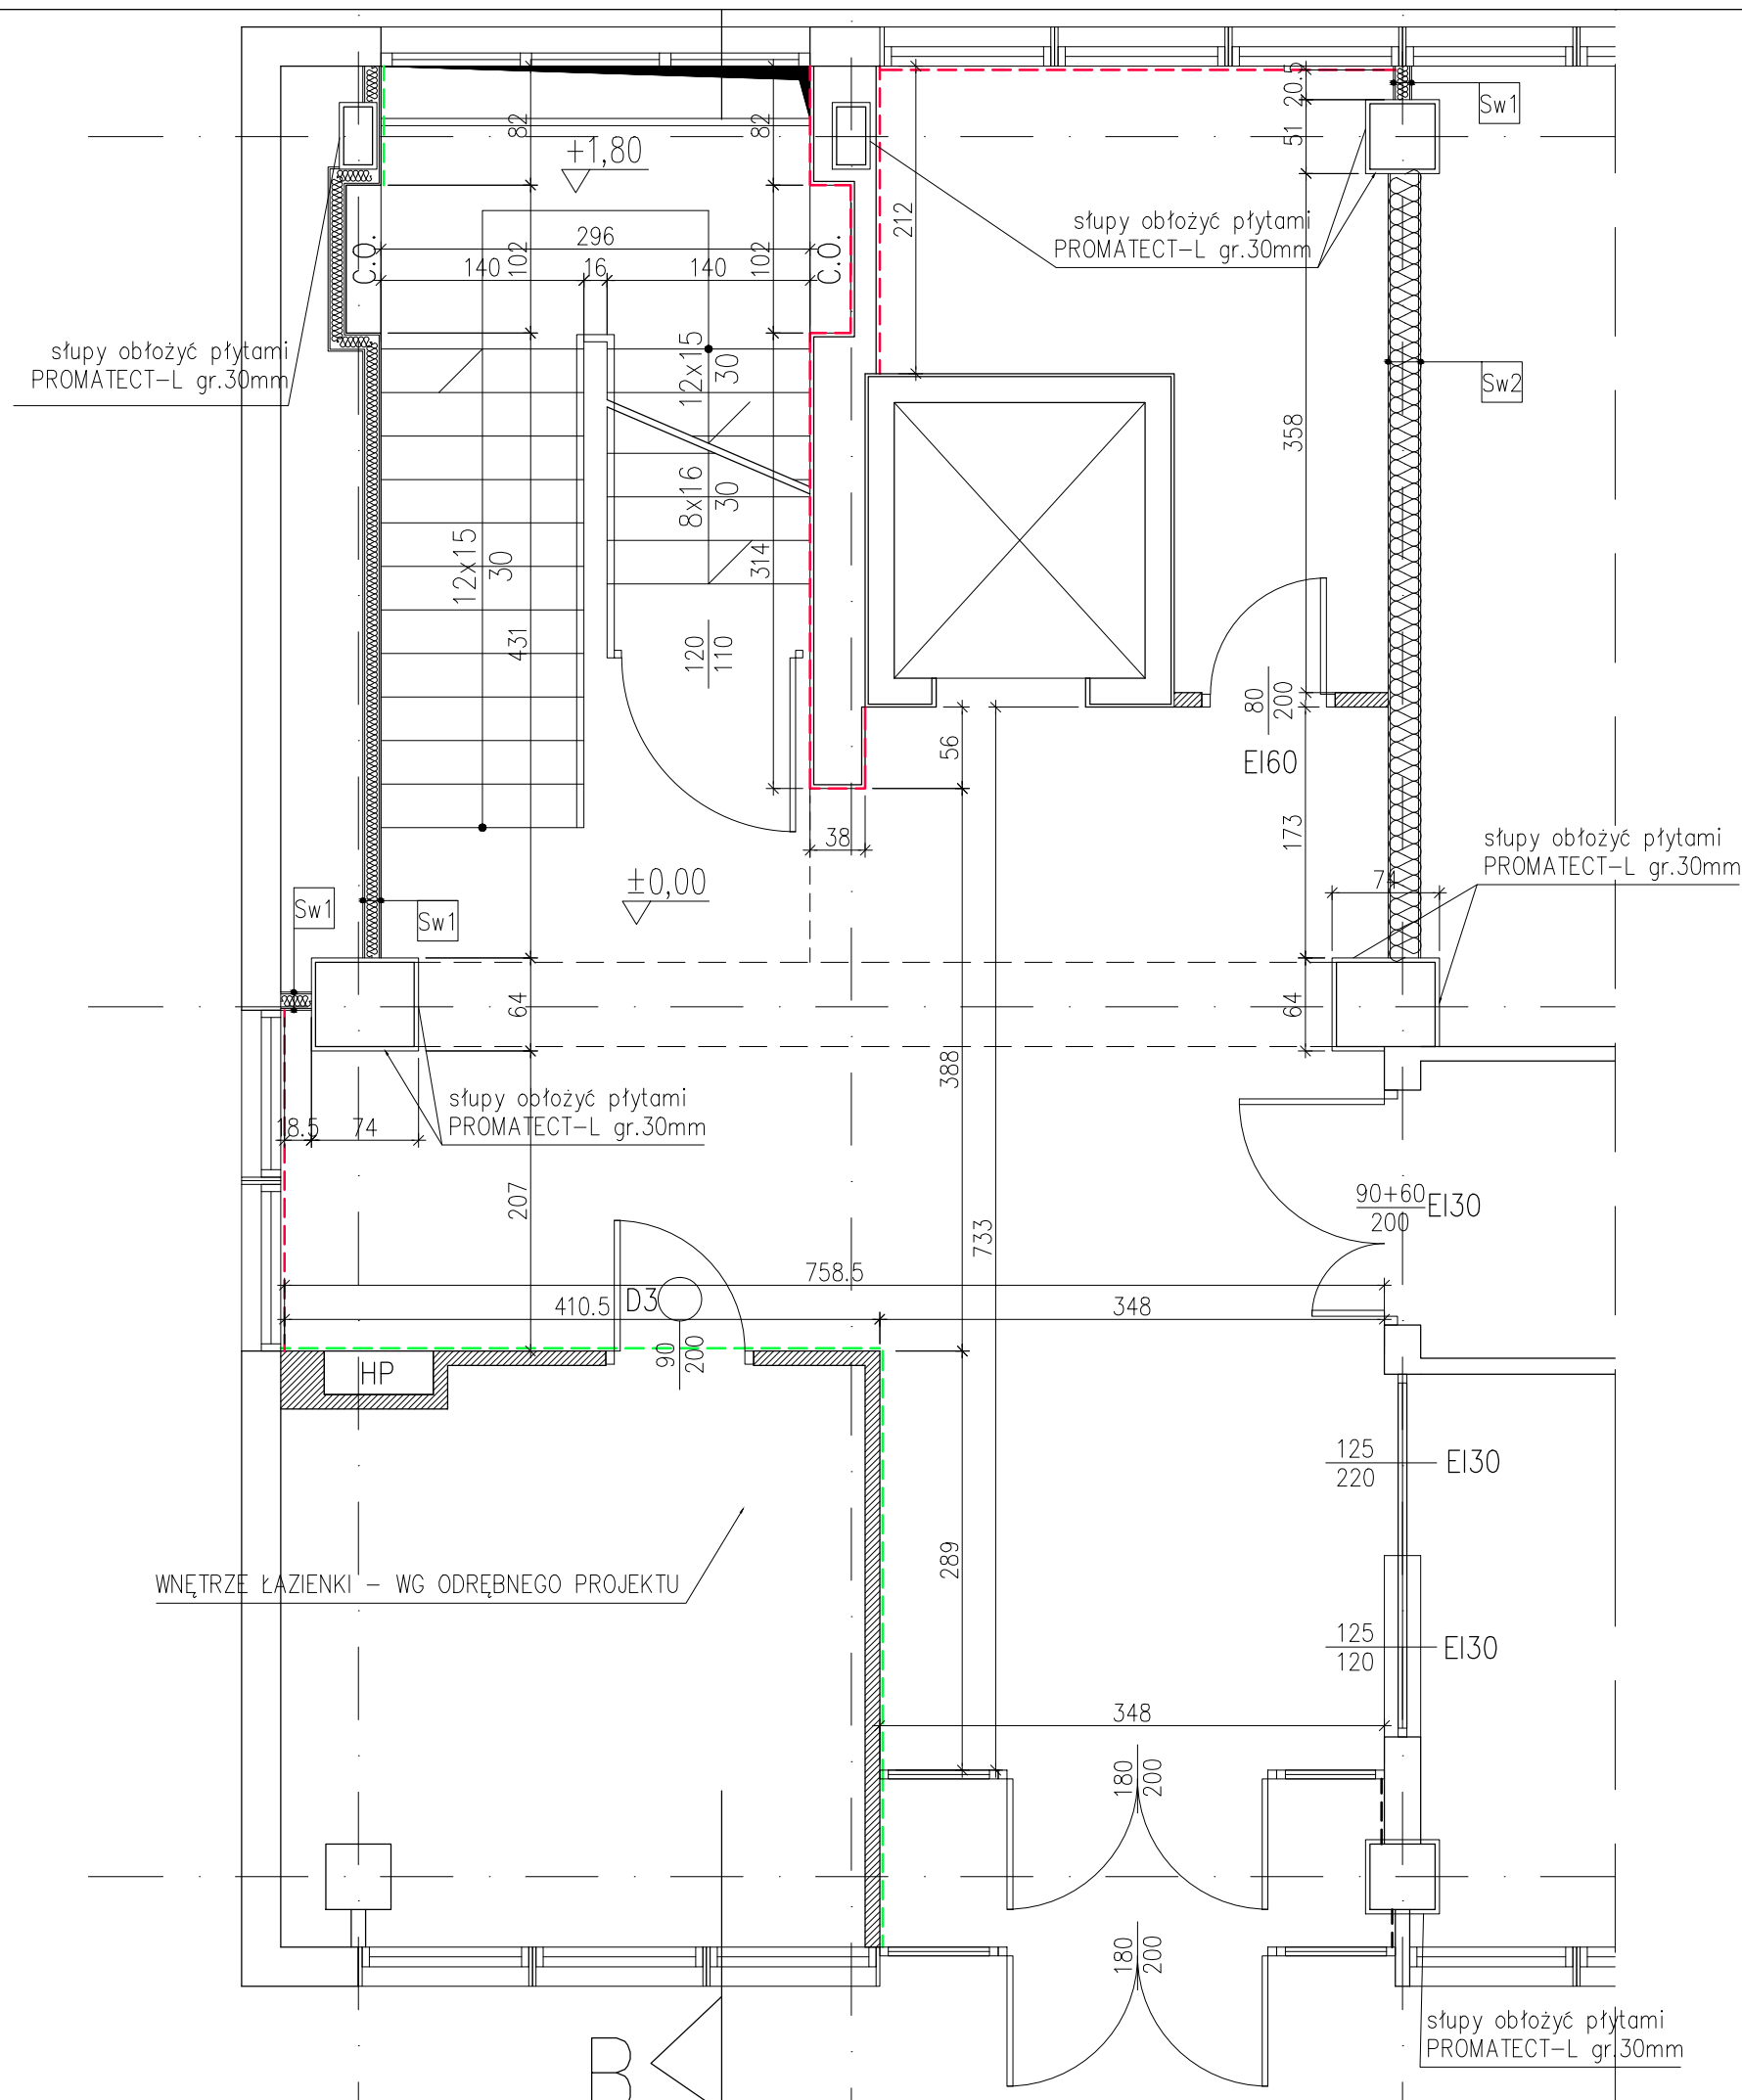 20.5
Sw1
51
82
82
+1,80
słupy obłożyć płytami
PROMATECT-L gr.30mm
212
296
C.O.
102
102
C.O.
140
16
140
słupy obłożyć płytami
PROMATECT-L gr.30mm
12x15
30
Sw2
358
8x16
30
12x15
30
314
431
120
110
80
200
EI60
56
38
173
słupy obłożyć płytami
PROMATECT-L gr.30mm
74
±0,00
Sw1
Sw1
64
64
388
słupy obłożyć płytami
PROMATECT-L gr.30mm
18.5
74
207
90+60
200
EI30
733
758.5
410.5
D3
348
90
200
HP
125
220
EI30
289
WNĘTRZE ŁAZIENKI - WG ODRĘBNEGO PROJEKTU
125
120
EI30
348
180
200
180
200
słupy obłożyć płytami
PROMATECT-L gr.30mm
B